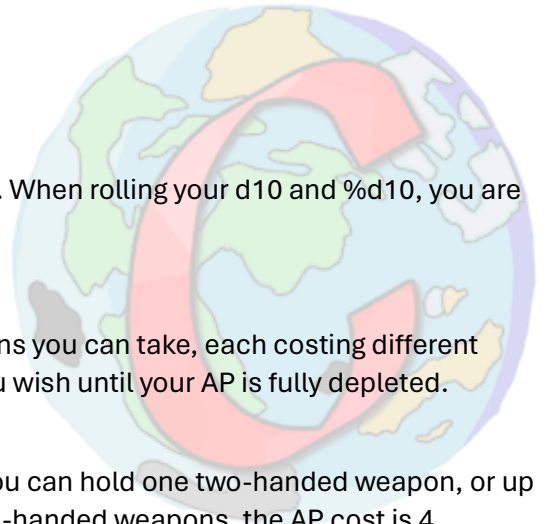 . When rolling your d10 and %d10, you are
ns you can take, each costing different
u wish until your AP is fully depleted.
ou can hold one two-handed weapon, or up
-handed weapons, the AP cost is 4
C